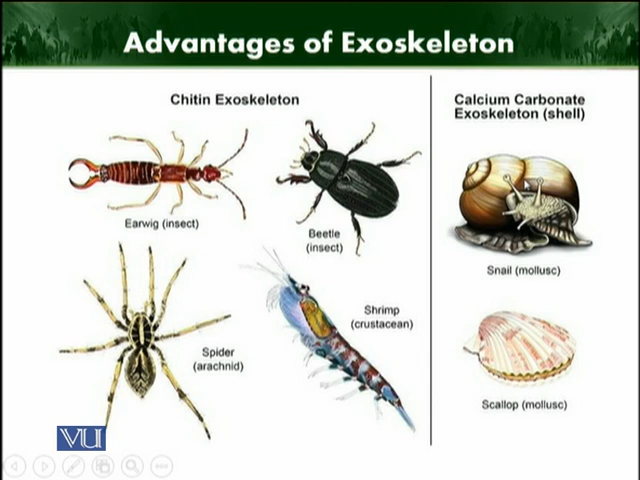 Advantages of Exoskeleton
Chitin Exoskeleton
Earwig (insect)
Beetle
(insect)
Spider
(arachnid)
Shrimp
(crustacean)
Calcium Carbonate
Exoskeleton (shell)
Snail (mollusc)
Scallop (mollusc)
VU